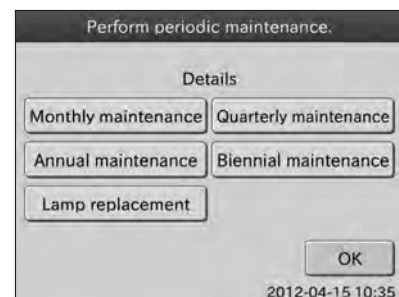 Perform periodic maintenance.
Details
Monthly maintenance Quarterly maintenance
Annual maintenance Biennial maintenance
Lamp replacement
OK
2012-04-15 10:35